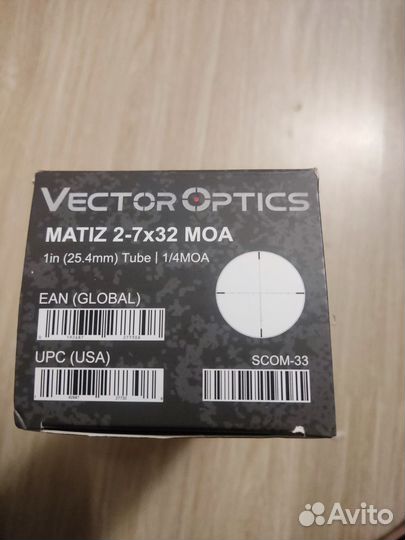 VECTOR OPTICS
MATIZ 2-7x32 MOA
1in (25.4mm) Tube | 1/4MOA
EAN (GLOBAL)
UPC (USA)
SCOM-33
Avito